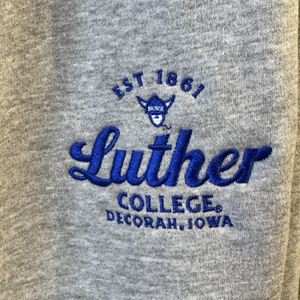 EST 1861
NORSE
Luther
COLLEGE®
DECORAH, IOWA